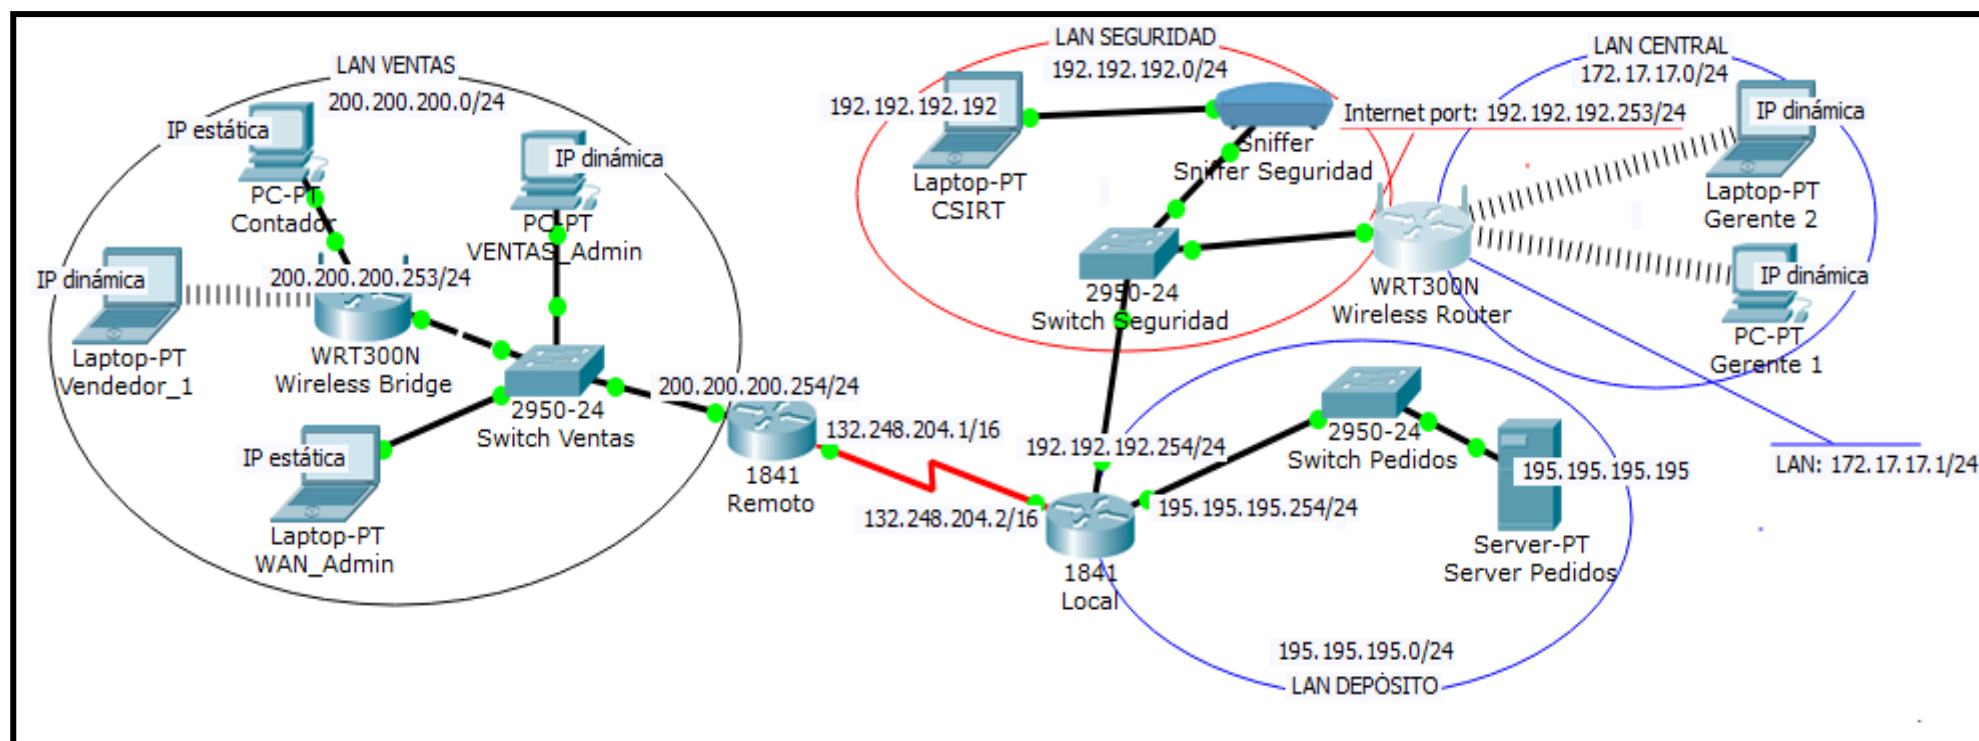 LAN VENTAS
200.200.200.0/24
IP estática
PC-PT
Contador
IP dinámica
PC-PT
VENTAS_Admin
IP dinámica
Laptop-PT
Vendedor_1
200.200.200.253/24
WRT300N
Wireless Bridge
2950-24
Switch Ventas
IP estática
Laptop-PT
WAN_Admin
200.200.200.254/24
1841
Remoto
132.248.204.1/16
132.248.204.2/16
LAN SEGURIDAD
192.192.192.0/24
192.192.192.192
Laptop-PT
CSIRT
Sniffer
Sniffer Seguridad
2950-24
Switch Seguridad
Internet port: 192.192.192.253/24
WRT300N
Wireless Router
LAN CENTRAL
172.17.17.0/24
IP dinámica
Laptop-PT
Gerente 2
IP dinámica
PC-PT
Gerente 1
LAN: 172.17.17.1/24
192.192.192.254/24
195.195.195.254/24
1841
Local
2950-24
Switch Pedidos
195.195.195.195
Server-PT
Server Pedidos
195.195.195.0/24
LAN DEPÓSITO